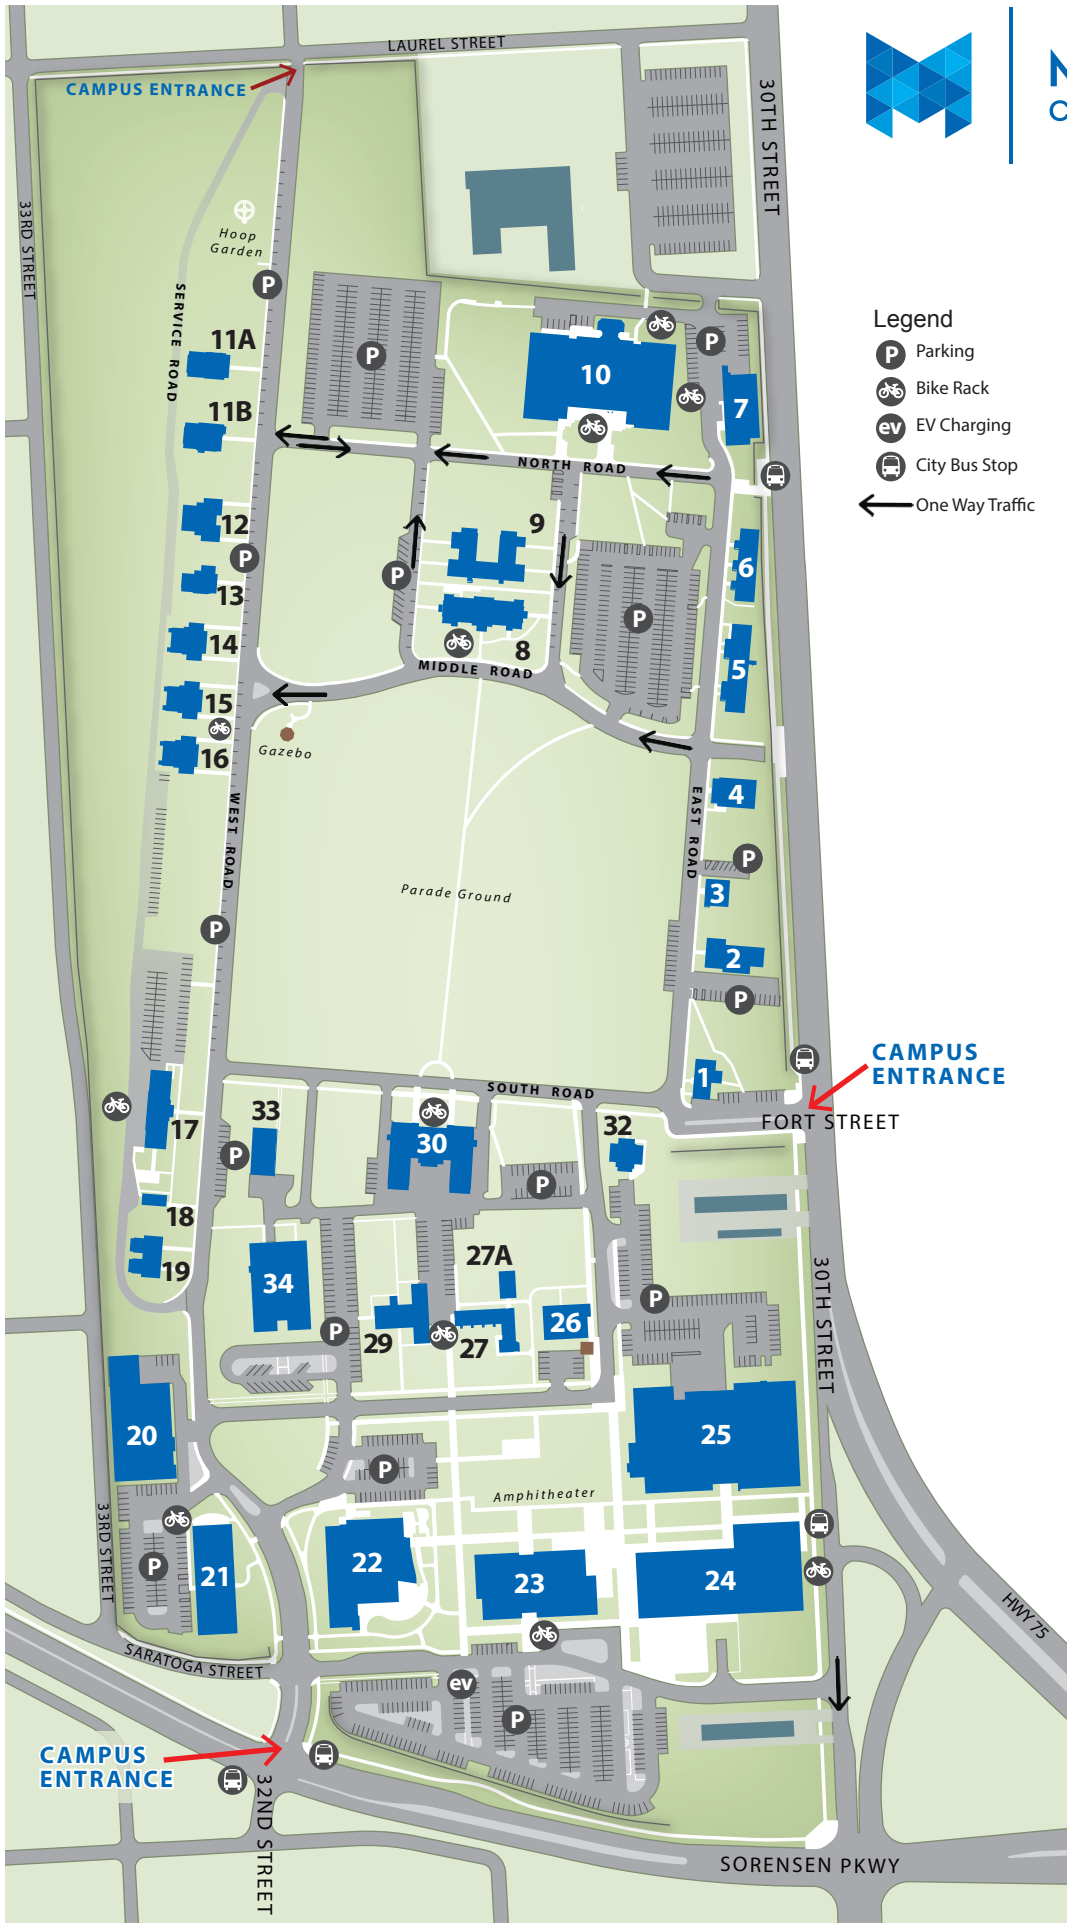 LAUREL STREET
CAMPUS ENTRANCE
30TH STREET
33RD STREET
Hoop
Garden
SERVICE ROAD
P
Legend
P Parking
Bike Rack
ev EV Charging
City Bus Stop
One Way Traffic
11A
P
10
P
11B
7
NORTH ROAD
12
9
P
P
6
13
P
14
8
5
MIDDLE ROAD
15
16
Gazebo
4
WEST ROAD
EAST ROAD
P
3
Parade Ground
P
2
P
CAMPUS
ENTRANCE
1
SOUTH ROAD
FORT STREET
33
32
17
30
P
P
18
19
27A
34
P
30TH STREET
26
P
29
27
20
25
P
Amphitheater
33RD STREET
P
22
21
23
24
HWY 75
SARATOGA STREET
ev
P
CAMPUS
ENTRANCE
32ND STREET
SORENSEN PKWY